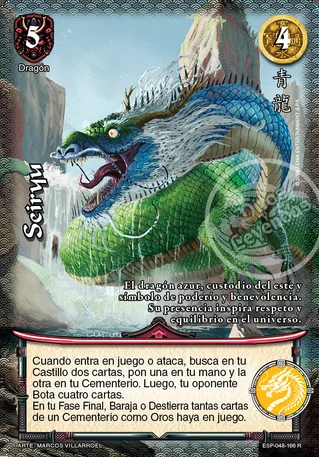 5
4
Dragón
青龍
Seiryu
El dragón azur, custodio del este y
símbolo de poderío y benevolencia.
Su presencia inspira respeto y
equilibrio en el universo.
Cuando entra en juego o ataca, busca en tu
Castillo dos cartas, pon una en tu mano y la
otra en tu Cementerio. Luego, tu oponente
Bota cuatro cartas.
En tu Fase Final, Baraja o Destierra tantas cartas
de un Cementerio como Oros haya en juego.
ARTE: MARCOS VILLARROEL
ESP-048-166 R